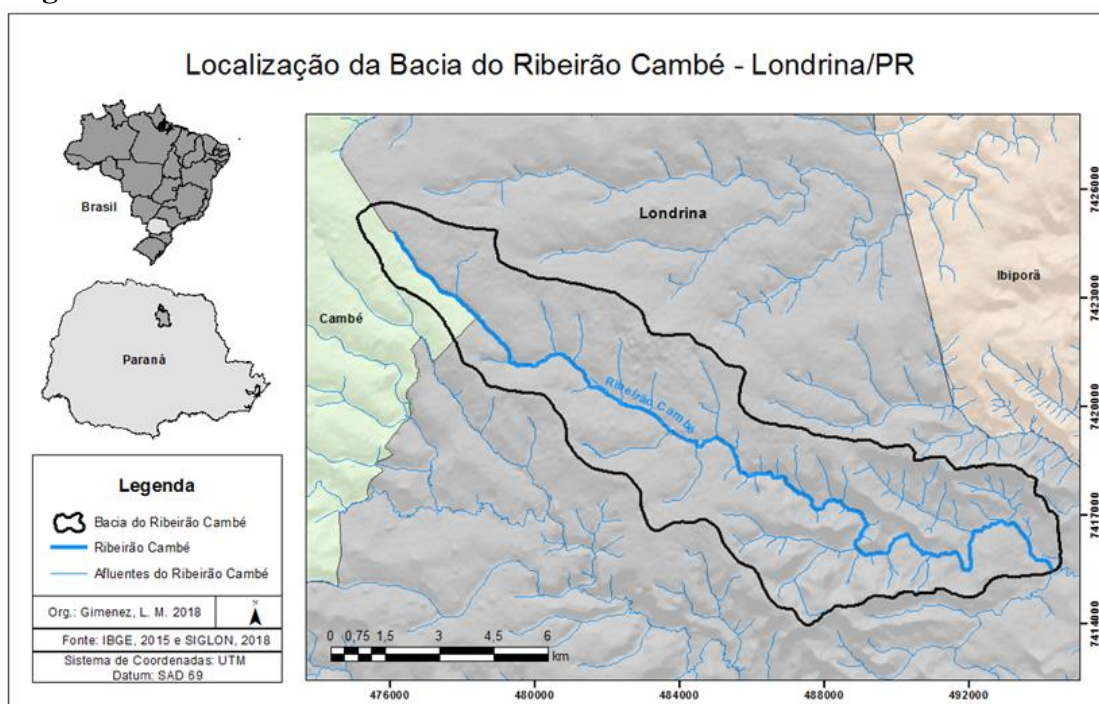 Localização da Bacia do Ribeirão Cambé - Londrina/PR
Brasil
Paraná
Londrina
Ibiporã
Cambé
Ribeirão Cambé
7426000
7423000
7420000
7417000
7414000
Legenda
Bacia do Ribeirão Cambé
Ribeirão Cambé
Afluentes do Ribeirão Cambé
Org.: Gimenez, L. M. 2018
N
Fonte: IBGE, 2015 e SIGLON, 2018
Sistema de Coordenadas: UTM
Datum: SAD 69
0 0,75 1,5 3 4,5 6
km
476000 480000 484000 488000 492000